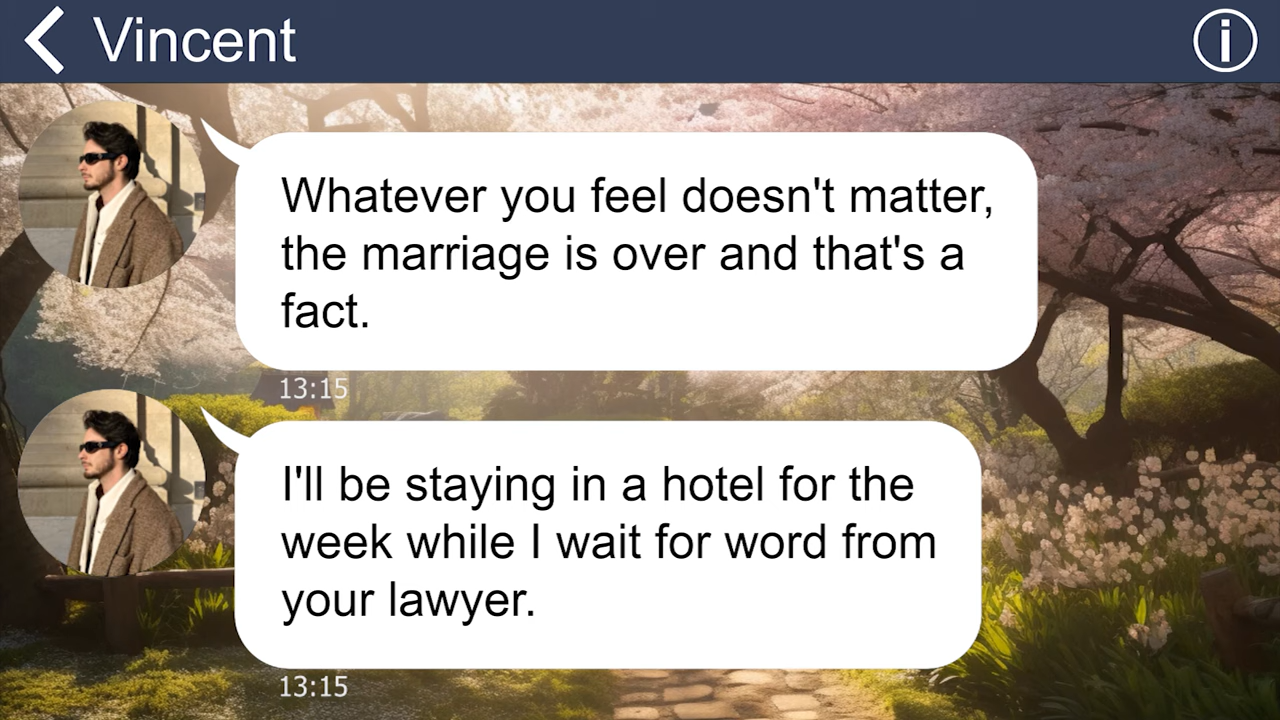 Vincent
Whatever you feel doesn't matter,
the marriage is over and that's a
fact.
13:15
I'll be staying in a hotel for the
week while I wait for word from
your lawyer.
13:15